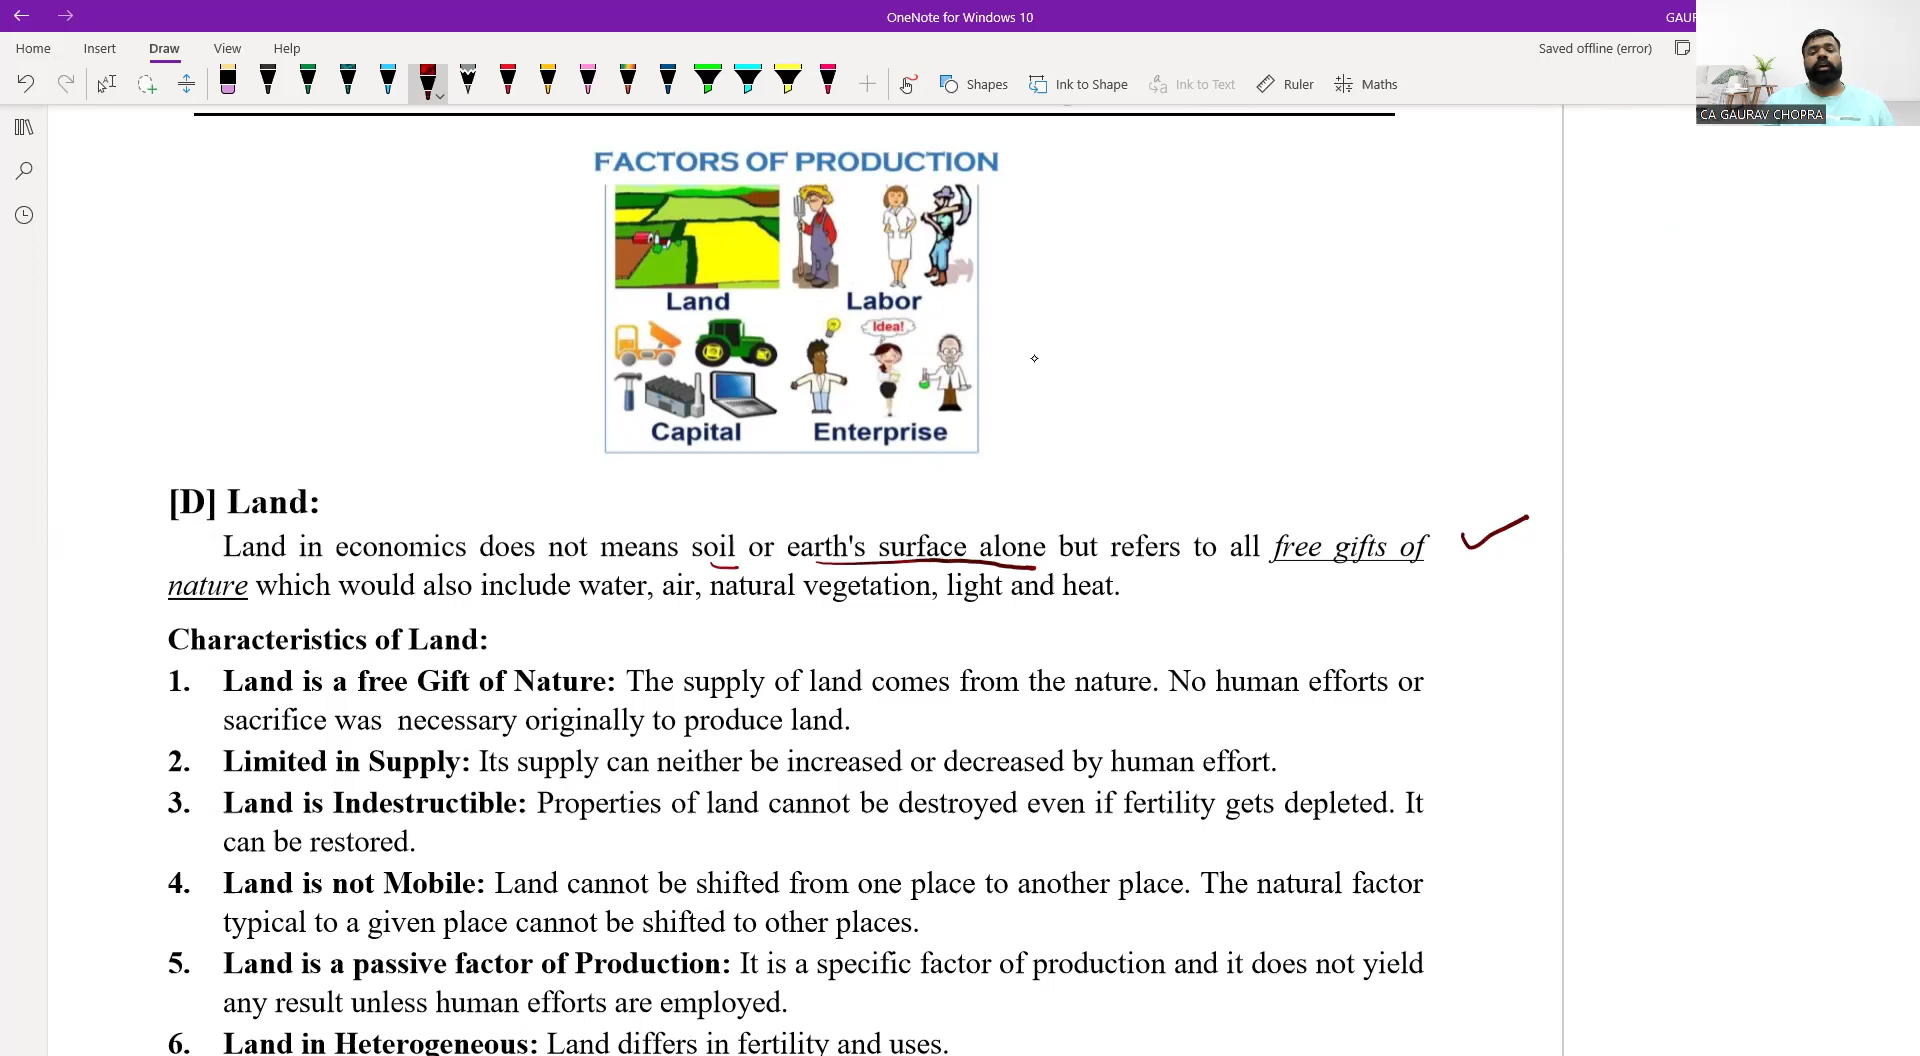 OneNote for Windows 10
GAUR
Home Insert Draw View Help
Saved offline (error)
Shapes Ink to Shape Ink to Text Ruler Maths
CA GAURAV CHOPRA
FACTORS OF PRODUCTION
Land Labor
Idea!
Capital Enterprise
[D] Land:
Land in economics does not means soil or earth's surface alone but refers to all free gifts of
nature which would also include water, air, natural vegetation, light and heat.
Characteristics of Land:
1. Land is a free Gift of Nature: The supply of land comes from the nature. No human efforts or
sacrifice was necessary originally to produce land.
2. Limited in Supply: Its supply can neither be increased or decreased by human effort.
3. Land is Indestructible: Properties of land cannot be destroyed even if fertility gets depleted. It
can be restored.
4. Land is not Mobile: Land cannot be shifted from one place to another place. The natural factor
typical to a given place cannot be shifted to other places.
5. Land is a passive factor of Production: It is a specific factor of production and it does not yield
any result unless human efforts are employed.
6. Land in Heterogeneous: Land differs in fertility and uses.